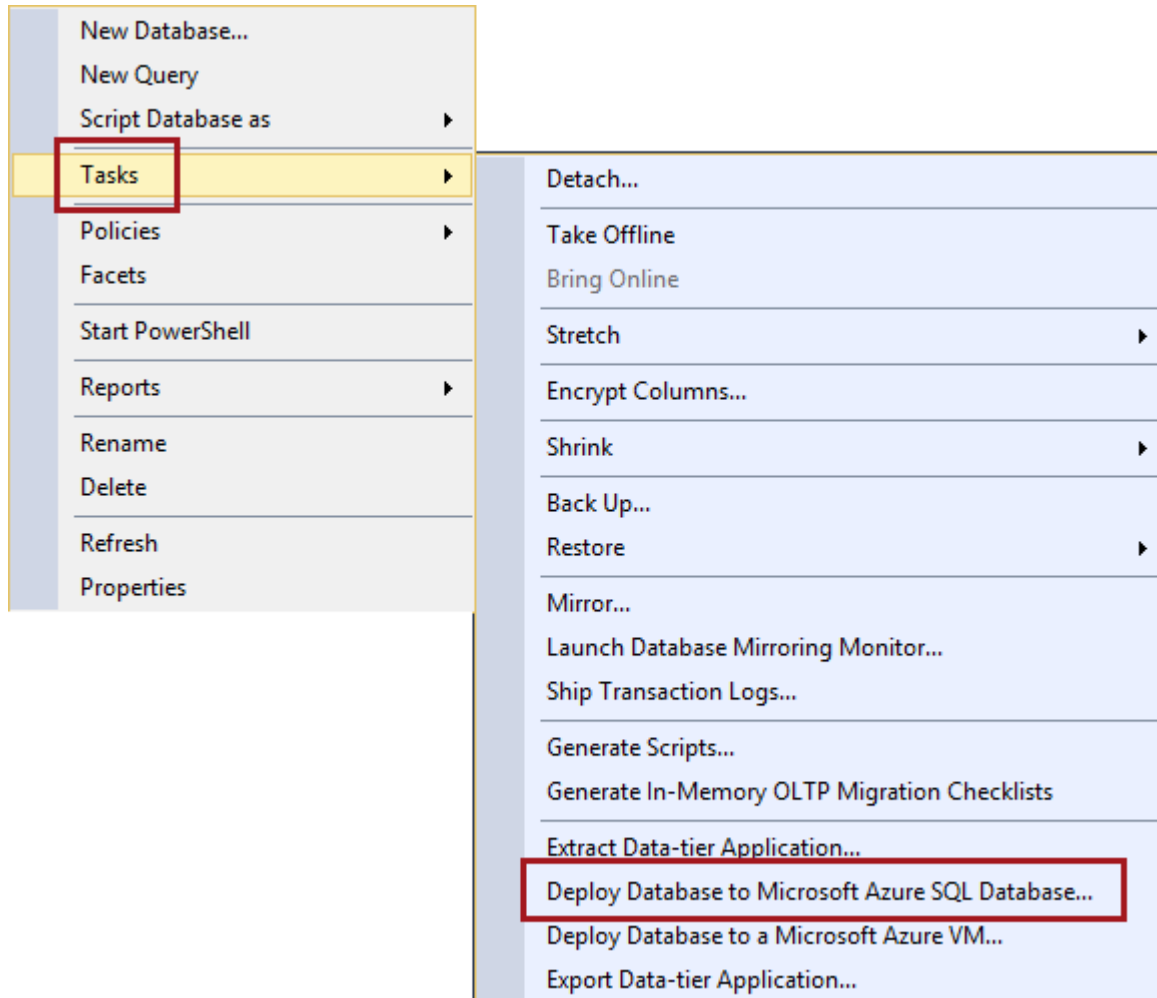 New Database...
New Query
Script Database as
Tasks
Policies
Facets
Start PowerShell
Reports
Rename
Delete
Refresh
Properties
Detach...
Take Offline
Bring Online
Stretch
Encrypt Columns...
Shrink
Back Up...
Restore
Mirror...
Launch Database Mirroring Monitor...
Ship Transaction Logs...
Generate Scripts...
Generate In-Memory OLTP Migration Checklists
Extract Data-tier Application...
Deploy Database to Microsoft Azure SQL Database...
Deploy Database to a Microsoft Azure VM...
Export Data-tier Application...